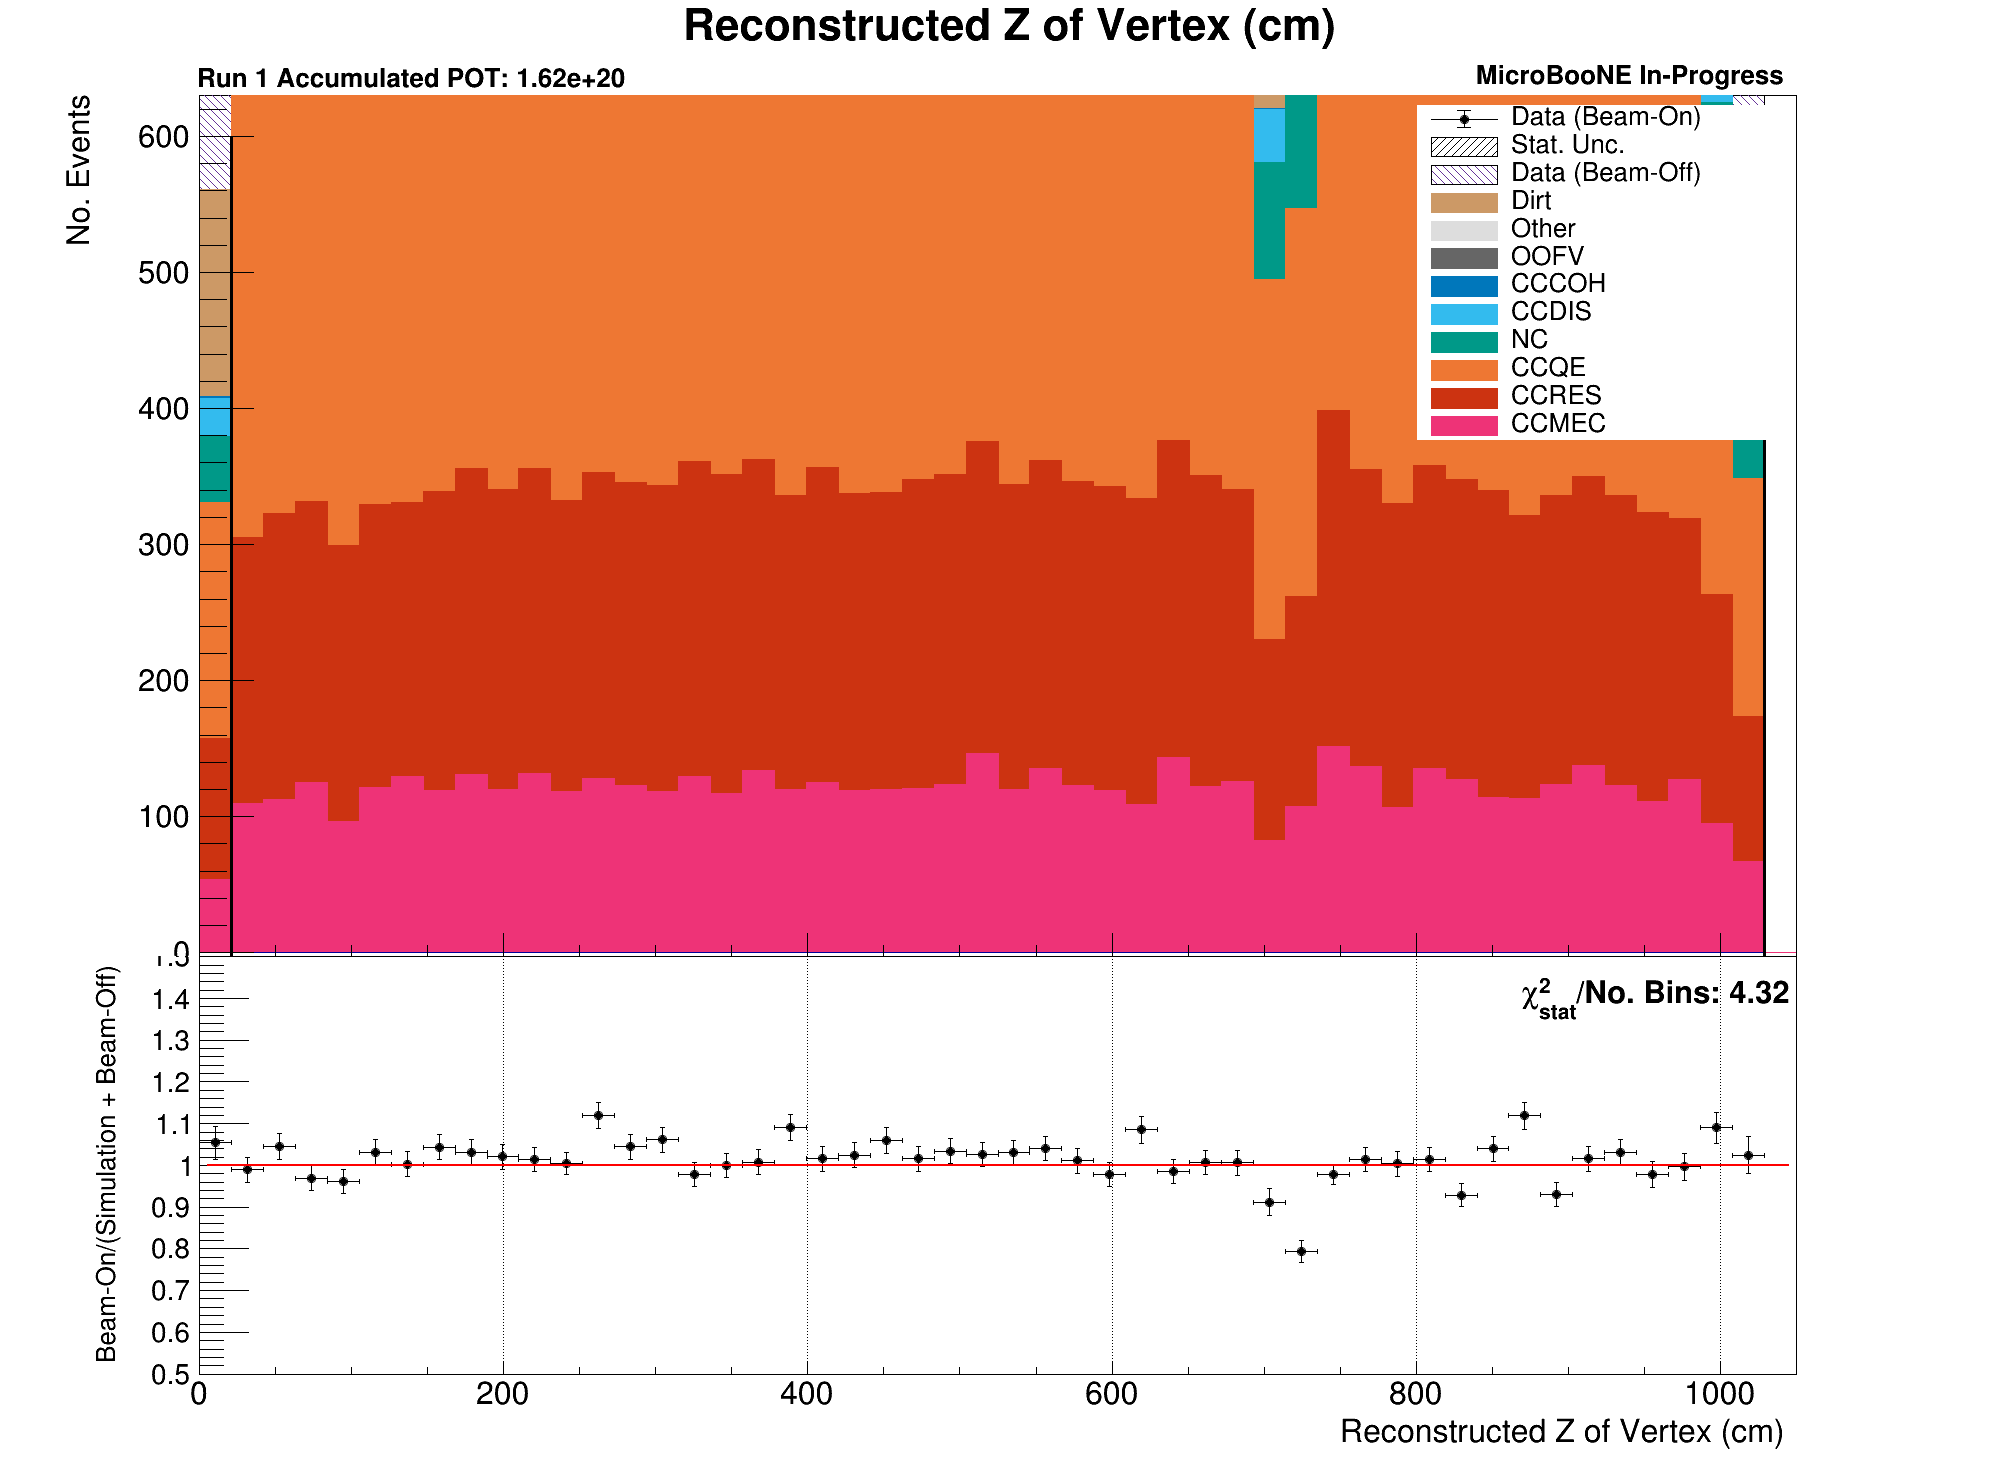 Reconstructed Z of Vertex (cm)
Run 1 Accumulated POT: 1.62e+20
MicroBooNE In-Progress
No. Events
600
500
400
300
200
100
0
Data (Beam-On)
Stat. Unc.
Data (Beam-Off)
Dirt
Other
OOFV
CCCOH
CCDIS
NC
CCQE
CCRES
CCMEC
Beam-On/(Simulation + Beam-Off)
1.5
1.4
1.3
1.2
1.1
1
0.9
0.8
0.7
0.6
0.5
χ²stat/No. Bins: 4.32
0 200 400 600 800 1000
Reconstructed Z of Vertex (cm)